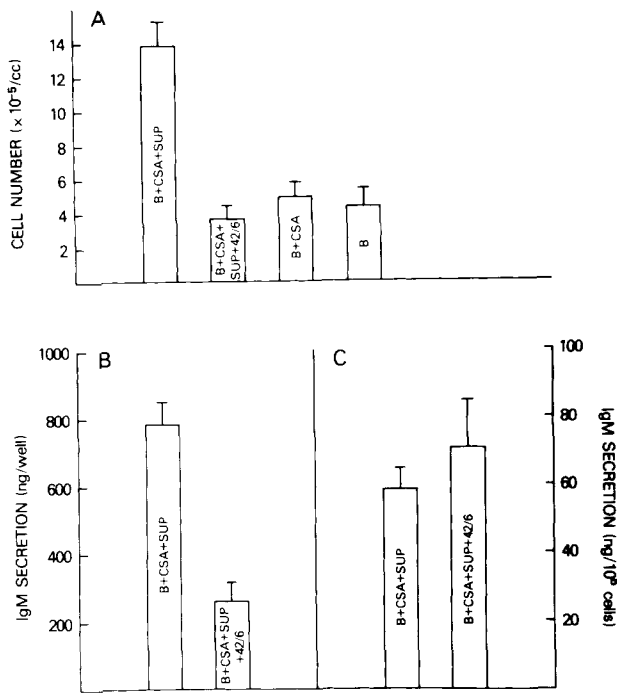 A
CELL NUMBER (x 10⁻⁵/cc)
14
12
10
8
6
4
2
B+CSA+SUP
B+CSA+
SUP+42/6
B+CSA
B
B
IgM SECRETION (ng/well)
1000
800
600
400
200
B+CSA+SUP
B+CSA+SUP
+42/6
C
B+CSA+SUP
B+CSA+SUP+42/6
100
80
60
40
20
IgM SECRETION (ng/10⁵ cells)